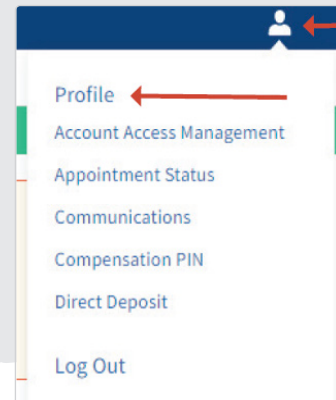 Profile
Account Access Management
Appointment Status
Communications
Compensation PIN
Direct Deposit
Log Out